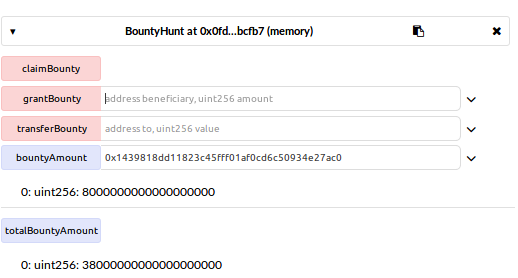 BountyHunt at 0x0fd...bcfb7 (memory)
claimBounty
grantBounty address beneficiary, uint256 amount
transferBounty address to, uint256 value
bountyAmount 0x1439818dd11823c45fff01af0cd6c50934e27ac0
0: uint256: 8000000000000000000
totalBountyAmount
0: uint256: 38000000000000000000